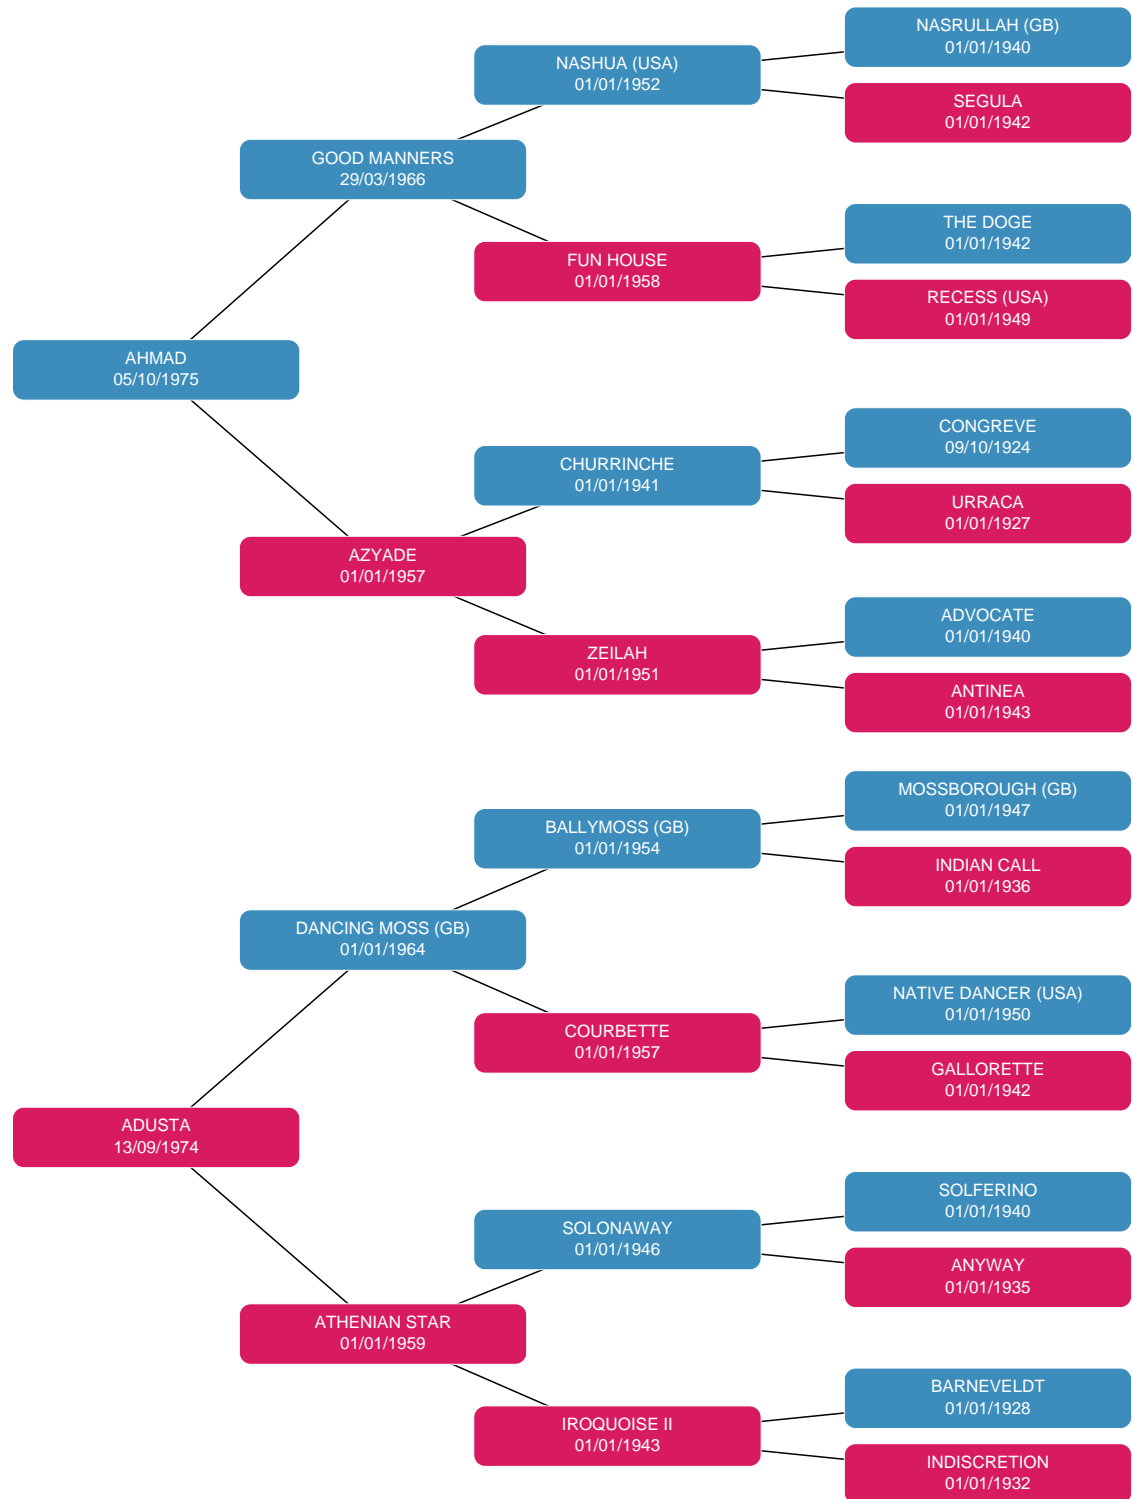 NASRULLAH (GB)
01/01/1940
NASHUA (USA)
01/01/1952
SEGULA
01/01/1942
GOOD MANNERS
29/03/1966
THE DOGE
01/01/1942
FUN HOUSE
01/01/1958
RECESS (USA)
01/01/1949
AHMAD
05/10/1975
CONGREVE
09/10/1924
CHURRINCHE
01/01/1941
URRACA
01/01/1927
AZYADE
01/01/1957
ADVOCATE
01/01/1940
ZEILAH
01/01/1951
ANTINEA
01/01/1943
MOSSBOROUGH (GB)
01/01/1947
BALLYMOSS (GB)
01/01/1954
INDIAN CALL
01/01/1936
DANCING MOSS (GB)
01/01/1964
NATIVE DANCER (USA)
01/01/1950
COURBETTE
01/01/1957
GALLORETTE
01/01/1942
ADUSTA
13/09/1974
SOLFERINO
01/01/1940
SOLONAWAY
01/01/1946
ANYWAY
01/01/1935
ATHENIAN STAR
01/01/1959
BARNEVELDT
01/01/1928
IROQUOISE II
01/01/1943
INDISCRETION
01/01/1932